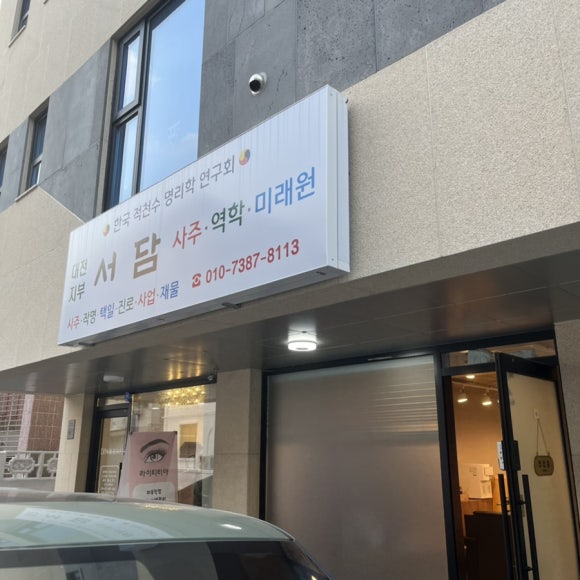 한국 적천수 명리학 연구회
대전
지부
서담
사주·역학·미래원
☎ 010-7387-8113
사주·작명·택일·진로·사업·재물